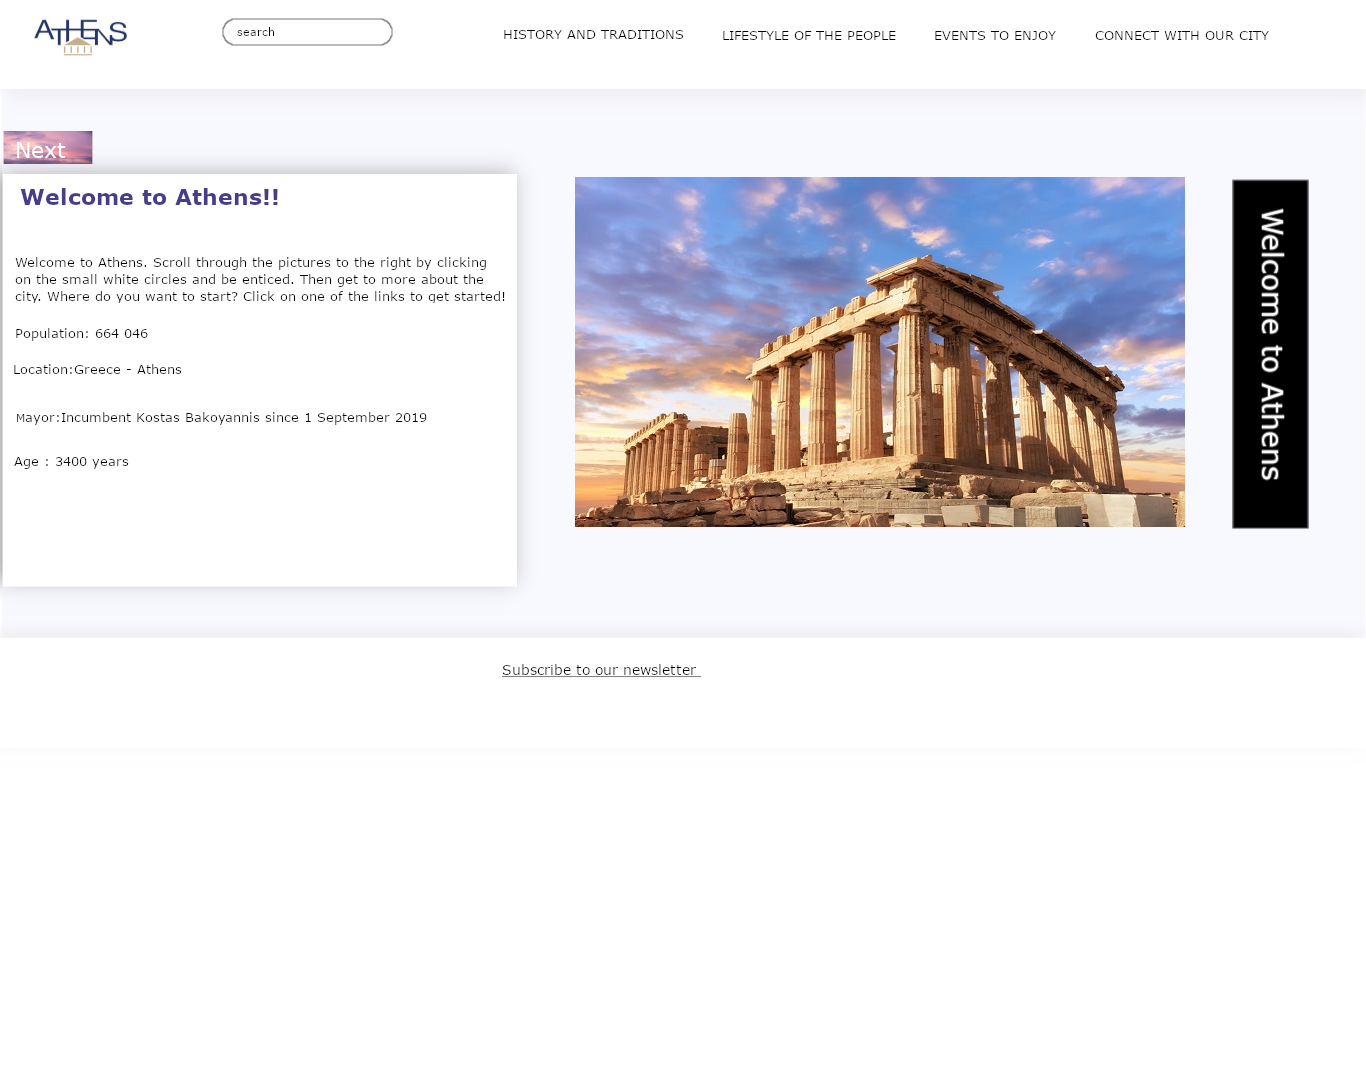 ATHENS
search
HISTORY AND TRADITIONS
LIFESTYLE OF THE PEOPLE
EVENTS TO ENJOY
CONNECT WITH OUR CITY
Next
Welcome to Athens!!
Welcome to Athens. Scroll through the pictures to the right by clicking
on the small white circles and be enticed. Then get to more about the
city. Where do you want to start? Click on one of the links to get started!
Population: 664 046
Location:Greece - Athens
Mayor:Incumbent Kostas Bakoyannis since 1 September 2019
Age : 3400 years
Welcome to Athens
Subscribe to our newsletter